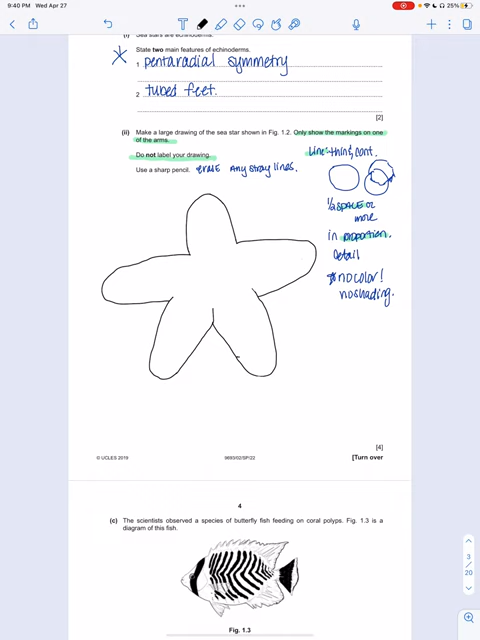 9:40 PM Wed Apr 27
25%
(i) Sea stars are echinoderms.
State two main features of echinoderms.
1 pentaradial symmetry
2 tubed feet.
[2]
(ii) Make a large drawing of the sea star shown in Fig. 1.2. Only show the markings on one
of the arms.
Do not label your drawing.
Use a sharp pencil. erase any stray lines.
Line: thin & cont.
1/2 SPACE or
more
in proportion.
Detail
* no color!
no shading.
[4]
© UCLES 2019
9693/02/SP/22
[Turn over
3
/
20
4
(c) The scientists observed a species of butterfly fish feeding on coral polyps. Fig. 1.3 is a
diagram of this fish.
Fig. 1.3